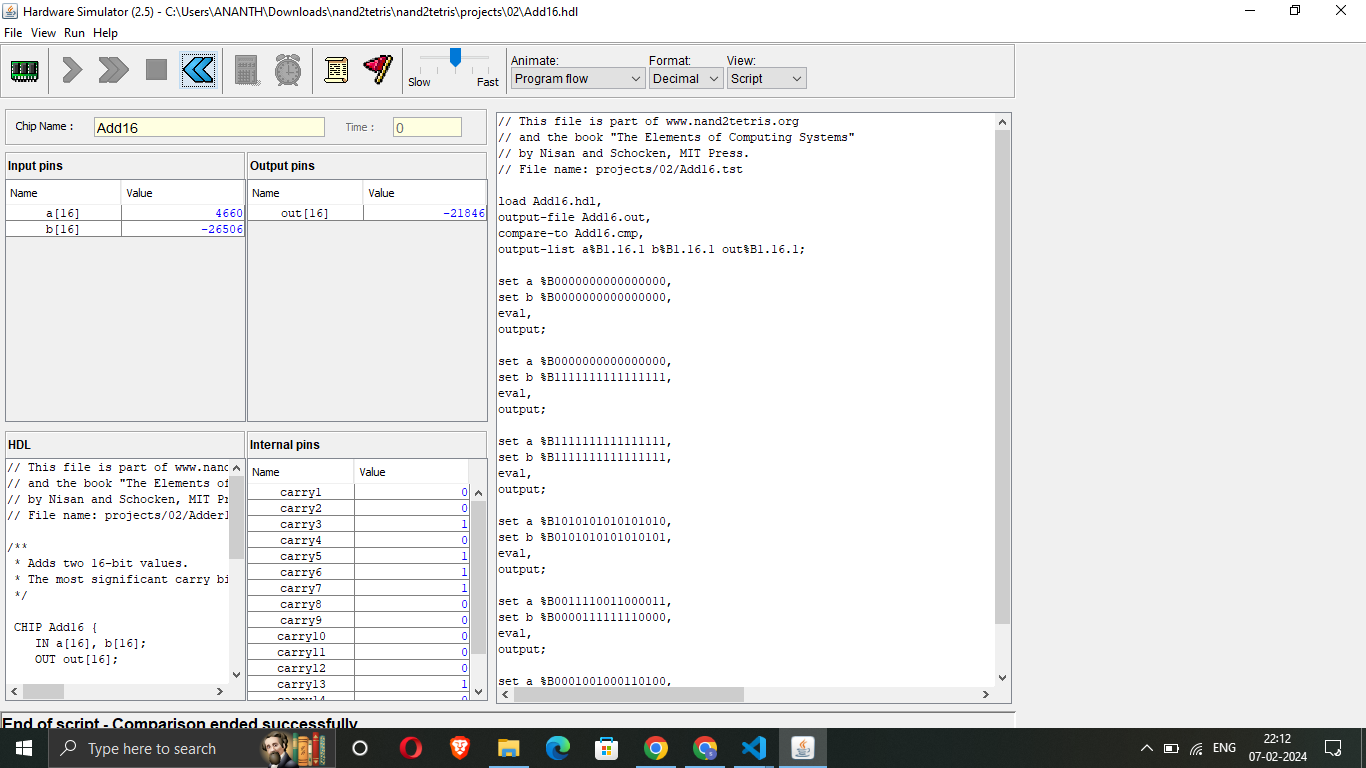 Hardware Simulator (2.5) - C:\Users\ANANTH\Downloads\nand2tetris\nand2tetris\projects\02\Add16.hdl
File View Run Help
Slow Fast
Animate: Format: View:
Program flow Decimal Script
Chip Name : Add16 Time : 0
Input pins
Name Value
a[16] 4660
b[16] -26506
Output pins
Name Value
out[16] -21846
HDL
// This file is part of www.nand
// and the book "The Elements of
// by Nisan and Schocken, MIT Pr
// File name: projects/02/Adder1
/**
* Adds two 16-bit values.
* The most significant carry bi
*/
CHIP Add16 {
IN a[16], b[16];
OUT out[16];
Internal pins
Name Value
carry1 0
carry2 0
carry3 1
carry4 0
carry5 1
carry6 1
carry7 1
carry8 0
carry9 0
carry10 0
carry11 0
carry12 0
carry13 1
carry14 0
// This file is part of www.nand2tetris.org
// and the book "The Elements of Computing Systems"
// by Nisan and Schocken, MIT Press.
// File name: projects/02/Add16.tst
load Add16.hdl,
output-file Add16.out,
compare-to Add16.cmp,
output-list a%B1.16.1 b%B1.16.1 out%B1.16.1;
set a %B0000000000000000,
set b %B0000000000000000,
eval,
output;
set a %B0000000000000000,
set b %B1111111111111111,
eval,
output;
set a %B1111111111111111,
set b %B1111111111111111,
eval,
output;
set a %B1010101010101010,
set b %B0101010101010101,
eval,
output;
set a %B0011110011000011,
set b %B0000111111110000,
eval,
output;
set a %B0001001000110100,
End of script - Comparison ended successfully
Type here to search
ENG
22:12
07-02-2024